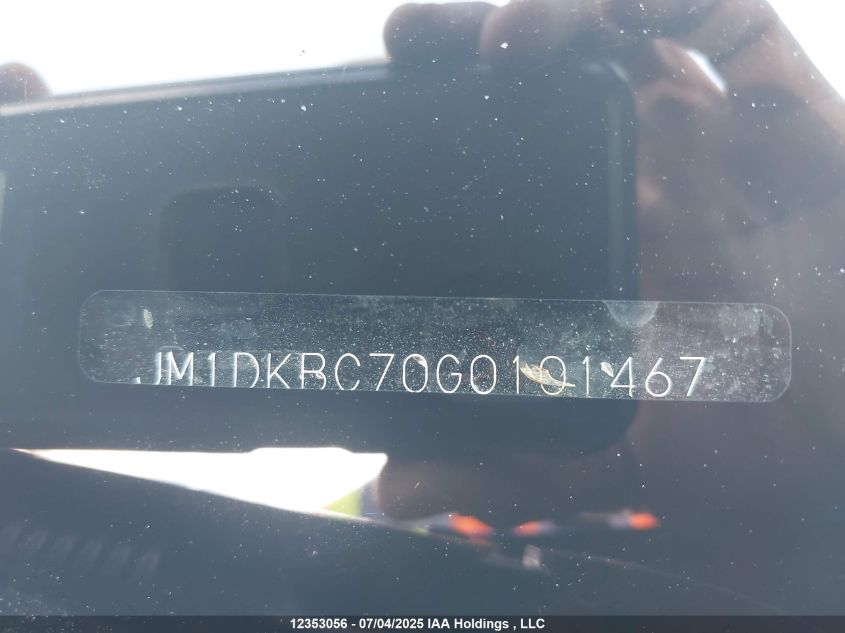 JM1DKBC70G0101467
12353056 - 07/04/2025 IAA Holdings , LLC